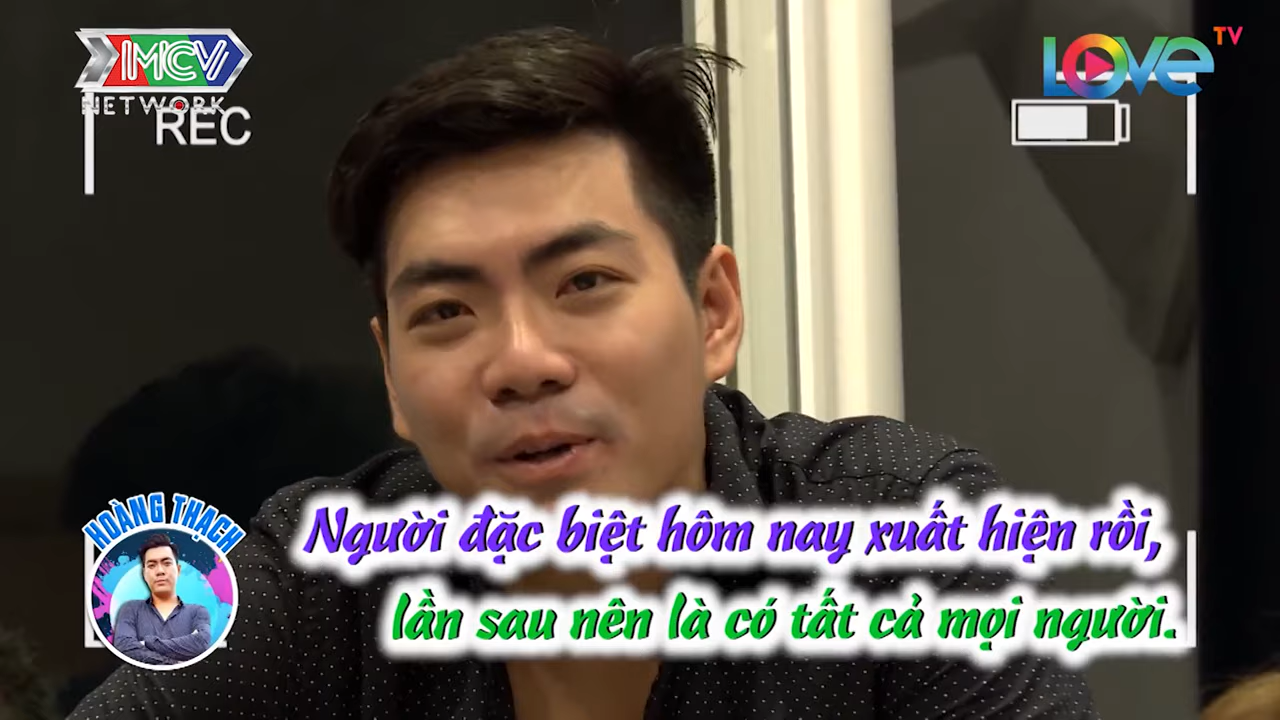 MCV
NETWORK
REC
LOVE TV
HOÀNG THẠCH
Người đặc biệt hôm nay xuất hiện rồi,
lần sau nên là có tất cả mọi người.